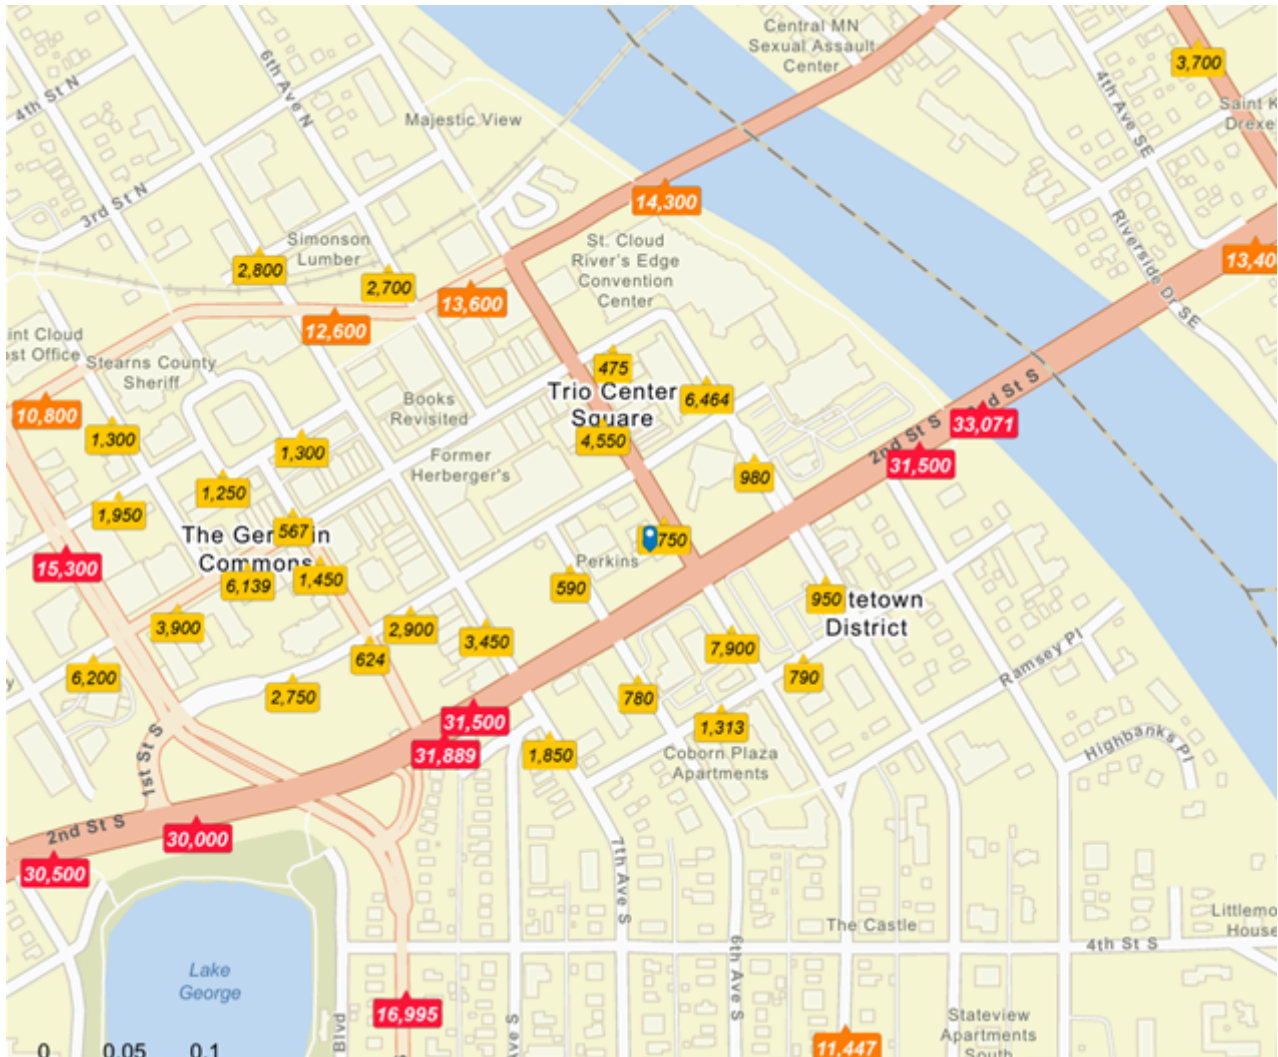 Central MN
Sexual Assault
Center
3,700
6th Ave N
4th St N
4th Ave SE
Majestic View
Saint K
Drexe
3rd St N
14,300
Riverside Dr SE
Simonson
Lumber
St. Cloud
River's Edge
Convention
Center
2,800
2,700
13,600
13,40
12,600
int Cloud
ost Office
Stearns County
Sheriff
475
Trio Center
Square
6,464
2nd St S
Books
Revisited
10,800
1,300
4,550
33,071
2nd St S
1,300
Former
Herberger's
31,500
980
1,250
1,950
567
The Ger in
Commons
750
Perkins
15,300
6,139
1,450
590
950
tetown
District
3,900
2,900
3,450
7,900
624
790
Ramsey Pl
6,200
2,750
780
31,500
1,313
31,889
1,850
Coborn Plaza
Apartments
Highbanks Pl
1st St S
2nd St S
30,000
30,500
7th Ave S
The Castle
Littlemo
House
4th St S
6th Ave S
Lake
George
16,995
Stateview
Apartments
South
Blvd
Ave S
S
11,447
0 0.05 0.1